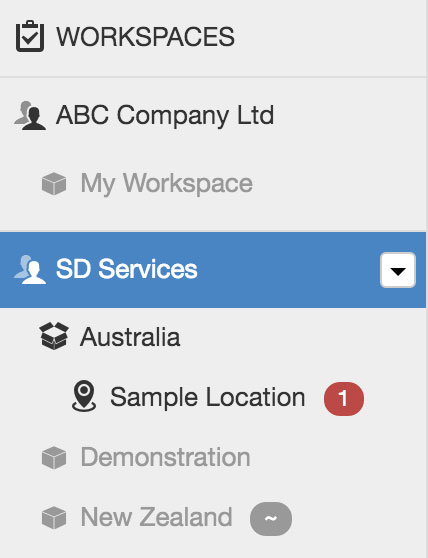 WORKSPACES
ABC Company Ltd
My Workspace
SD Services
Australia
Sample Location 1
Demonstration
New Zealand ~